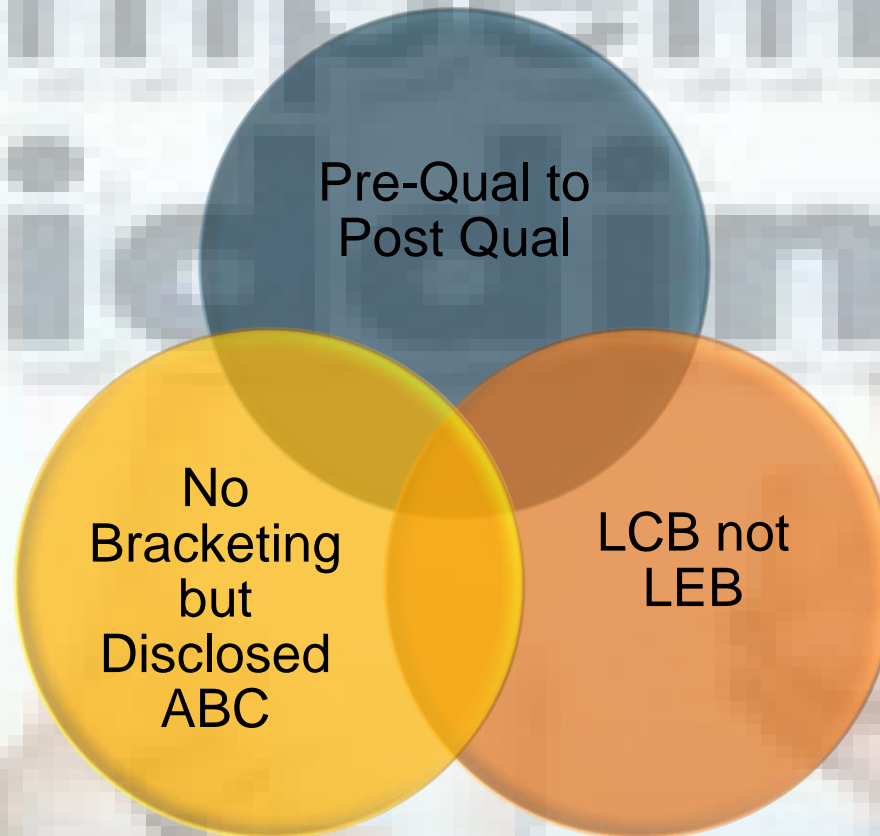 Pre-Qual to
Post Qual
No
Bracketing
but
Disclosed
ABC
LCB not
LEB